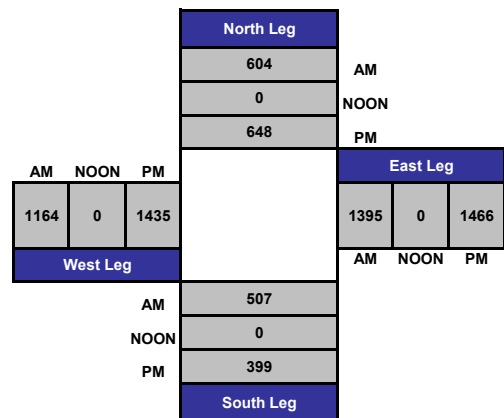 North Leg
604 AM
0 NOON
648 PM
AM NOON PM
East Leg
1164 0 1435
1395 0 1466
West Leg
AM NOON PM
AM 507
NOON 0
PM 399
South Leg